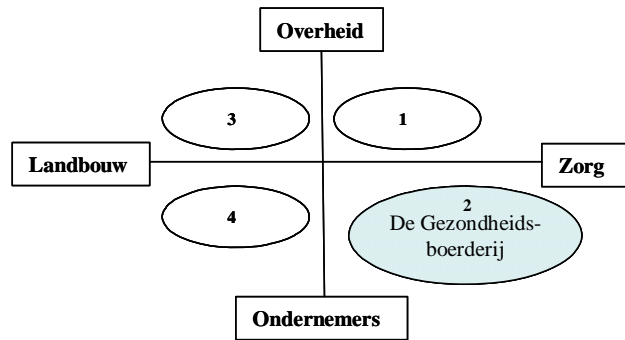 Overheid
3
1
Landbouw
Zorg
4
2
De Gezondheids-
boerderij
Ondernemers